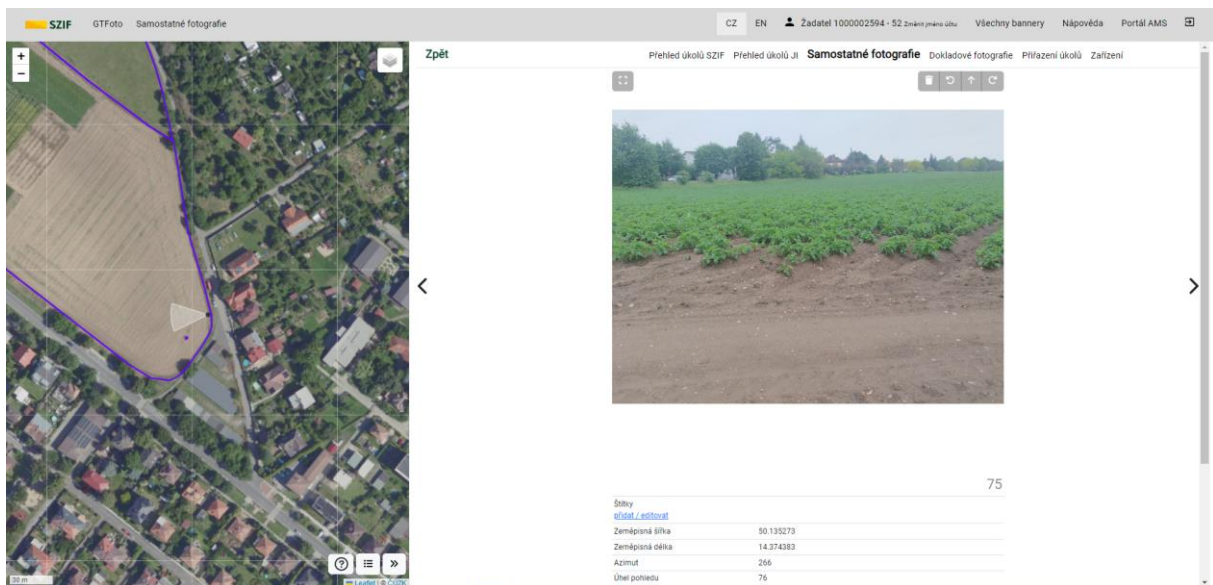 SZIF GTFoto Samostatné fotografie CZ EN Žadatel 1000002594 - 52 Změnit jméno účtu Všechny bannery Nápověda Portál AMS
+
−
Zpět Přehled úkolů SZIF Přehled úkolů JI Samostatné fotografie Dokladové fotografie Přiřazení úkolů Zařízení
75
Štítky
přidat / editovat
Zeměpisná šířka 50.135273
Zeměpisná délka 14.374383
Azimut 266
Úhel pohledu 76
30 m Leaflet | © ČÚZK